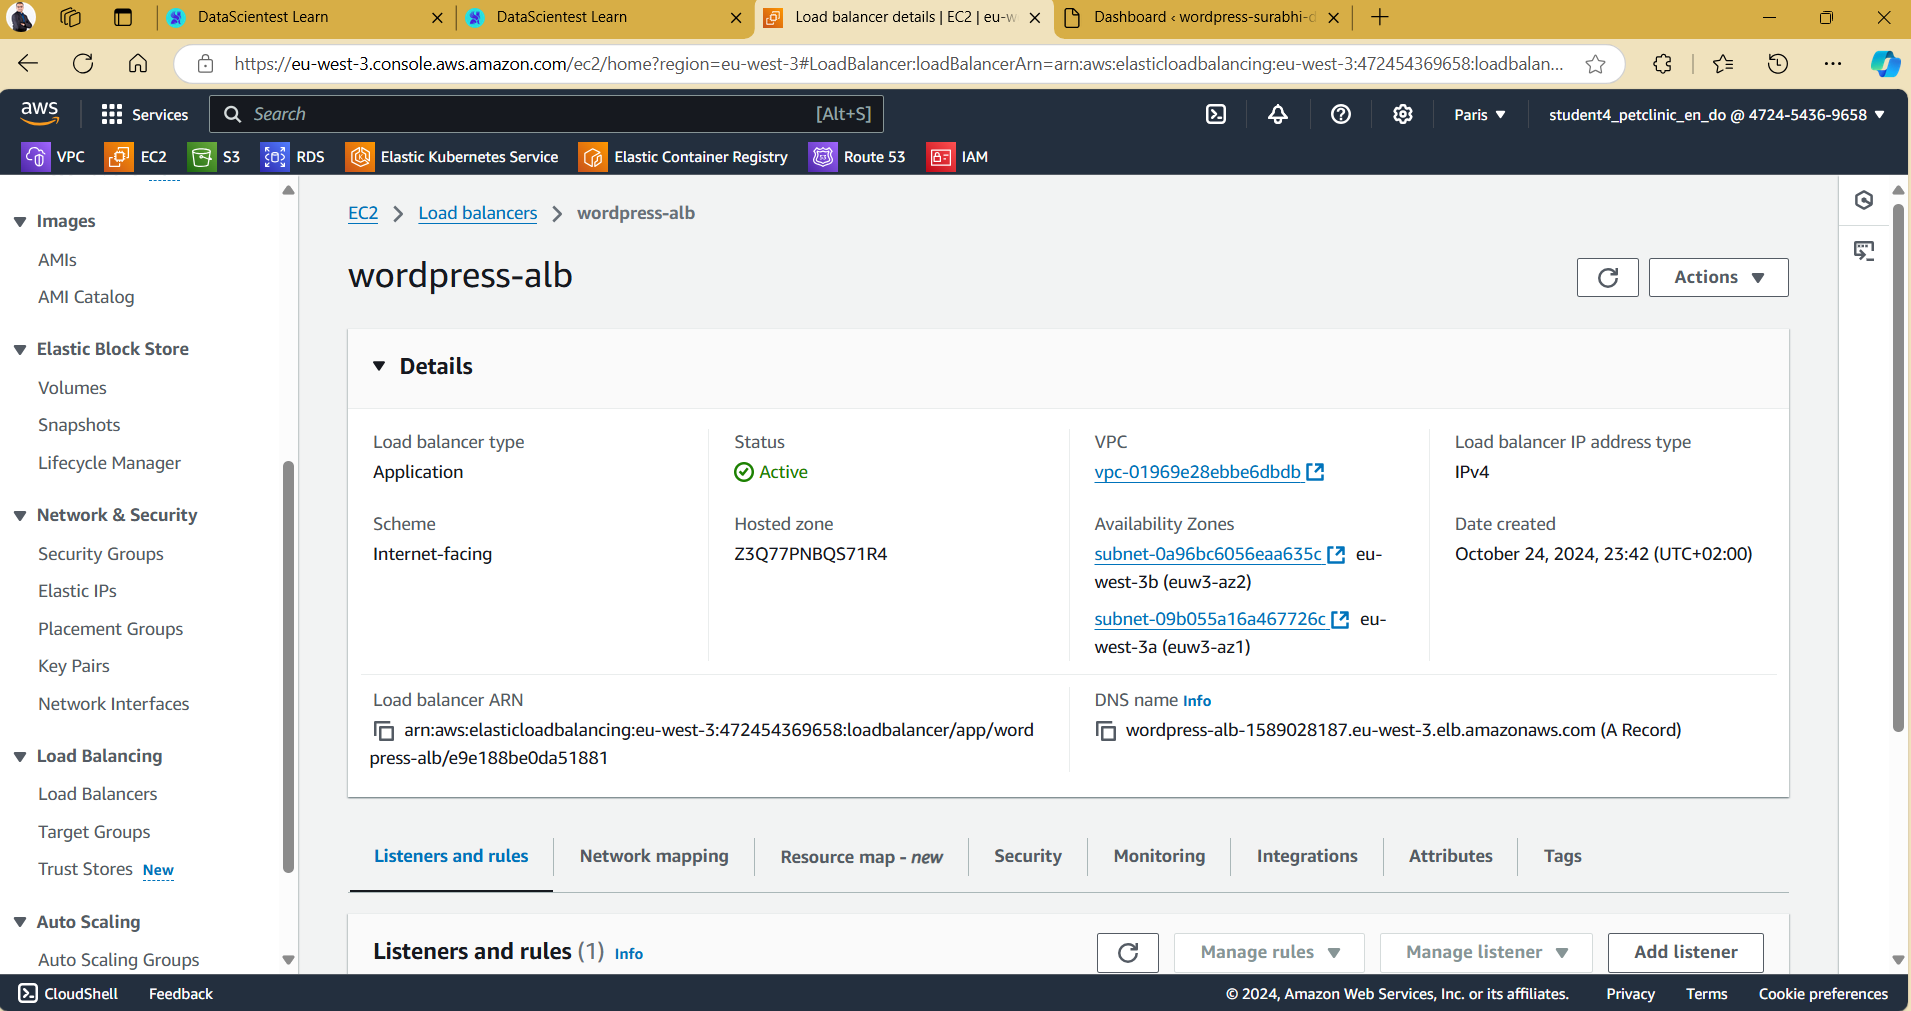 DataScientest Learn
DataScientest Learn
Load balancer details | EC2 | eu-w
Dashboard ‹ wordpress-surabhi-d
https://eu-west-3.console.aws.amazon.com/ec2/home?region=eu-west-3#LoadBalancer:loadBalancerArn=arn:aws:elasticloadbalancing:eu-west-3:472454369658:loadbalan...
aws
Services
Search
[Alt+S]
Paris
student4_petclinic_en_do @ 4724-5436-9658
VPC
EC2
S3
RDS
Elastic Kubernetes Service
Elastic Container Registry
Route 53
IAM
Images
AMIs
AMI Catalog
Elastic Block Store
Volumes
Snapshots
Lifecycle Manager
Network & Security
Security Groups
Elastic IPs
Placement Groups
Key Pairs
Network Interfaces
Load Balancing
Load Balancers
Target Groups
Trust Stores New
Auto Scaling
Auto Scaling Groups
EC2 > Load balancers > wordpress-alb
wordpress-alb
Actions
Details
Load balancer type
Application
Status
Active
VPC
vpc-01969e28ebbe6dbdb
Load balancer IP address type
IPv4
Scheme
Internet-facing
Hosted zone
Z3Q77PNBQS71R4
Availability Zones
subnet-0a96bc6056eaa635c eu-
west-3b (euw3-az2)
subnet-09b055a16a467726c eu-
west-3a (euw3-az1)
Date created
October 24, 2024, 23:42 (UTC+02:00)
Load balancer ARN
arn:aws:elasticloadbalancing:eu-west-3:472454369658:loadbalancer/app/word
press-alb/e9e188be0da51881
DNS name Info
wordpress-alb-1589028187.eu-west-3.elb.amazonaws.com (A Record)
Listeners and rules
Network mapping
Resource map - new
Security
Monitoring
Integrations
Attributes
Tags
Listeners and rules (1) Info
Manage rules
Manage listener
Add listener
CloudShell
Feedback
© 2024, Amazon Web Services, Inc. or its affiliates.
Privacy
Terms
Cookie preferences